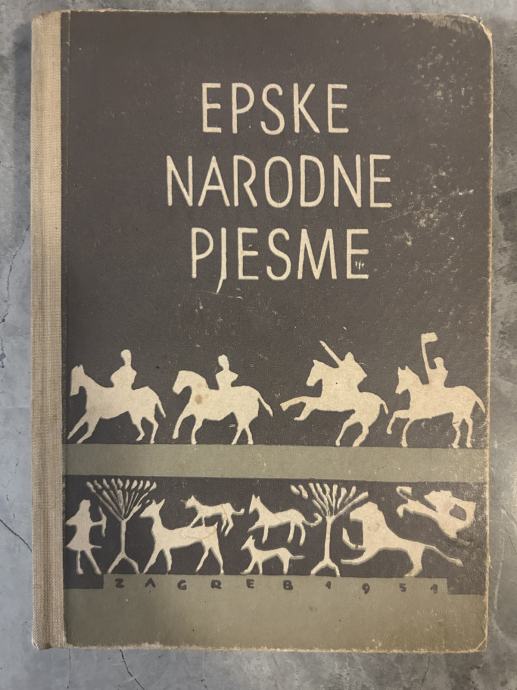 EPSKE
NARODNE
PJESME
ZAGREB 1951